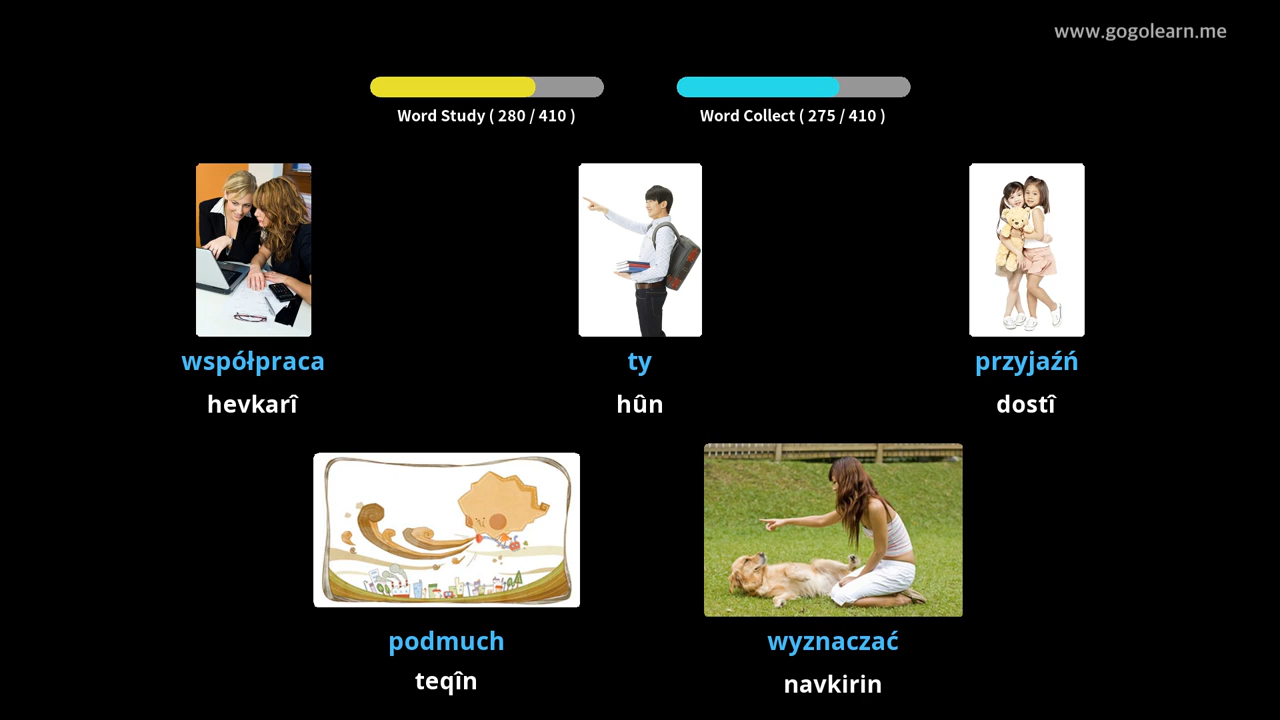 www.gogolearn.me
Word Study ( 280 / 410 )
Word Collect ( 275 / 410 )
współpraca
hevkarî
ty
hûn
przyjaźń
dostî
podmuch
teqîn
wyznaczać
navkirin